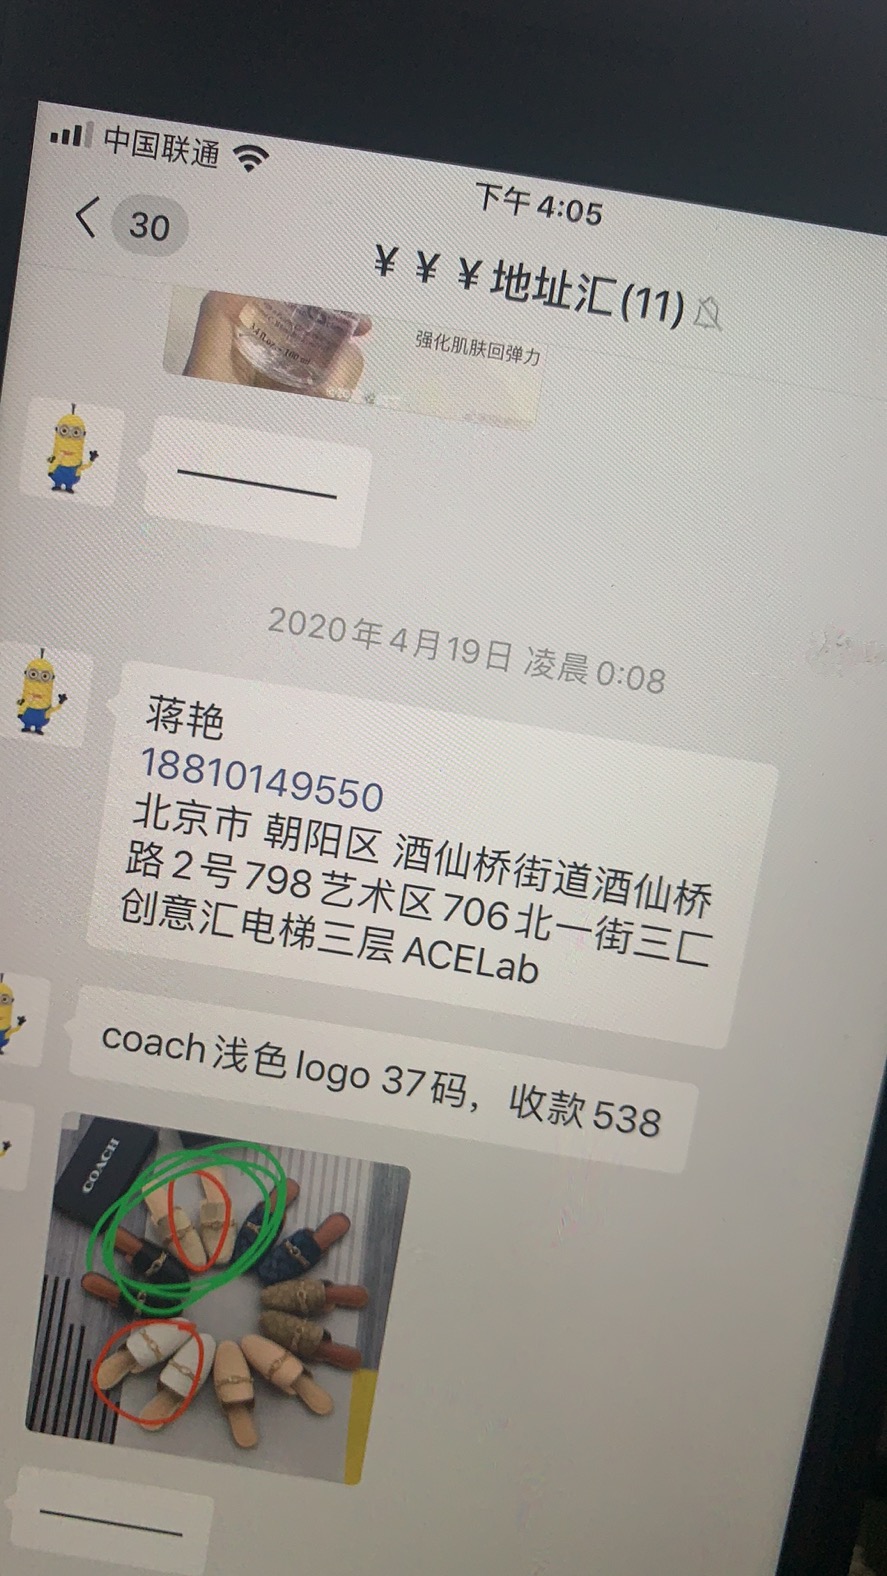 中国联通
下午4:05
30
¥ ¥ ¥地址汇(11)
强化肌肤回弹力
2020年4月19日 凌晨0:08
蒋艳
18810149550
北京市 朝阳区 酒仙桥街道酒仙桥
路2号798艺术区706北一街三匚
创意汇电梯三层ACELab
coach浅色logo 37码，收款538
COACH